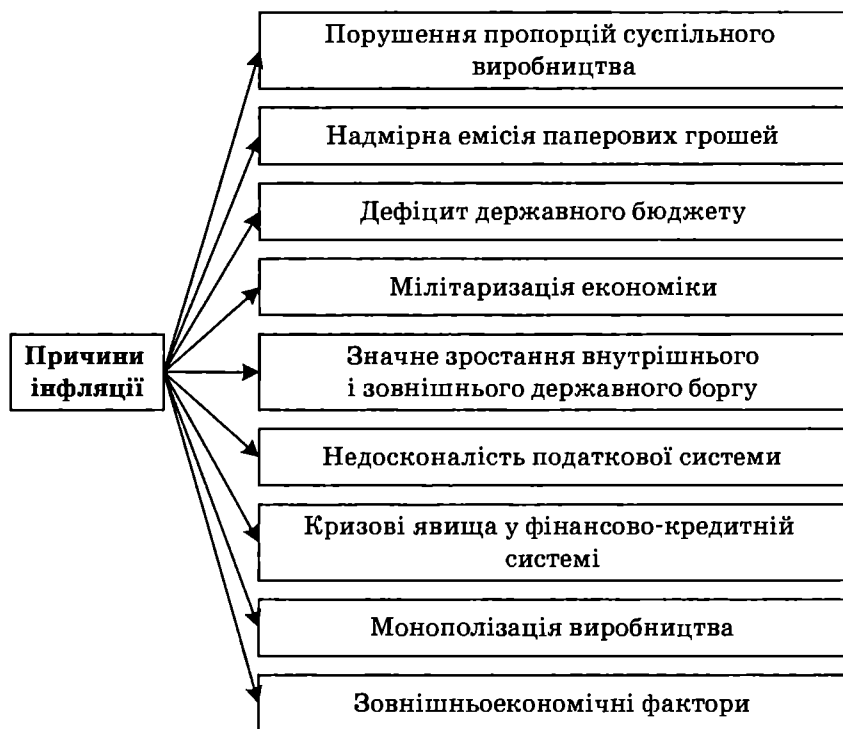 Порушення пропорцій суспільного
виробництва
Надмірна емісія паперових грошей
Дефіцит державного бюджету
Мілітаризація економіки
Причини
інфляції
Значне зростання внутрішнього
і зовнішнього державного боргу
Недосконалість податкової системи
Кризові явища у фінансово-кредитній
системі
Монополізація виробництва
Зовнішньоекономічні фактори